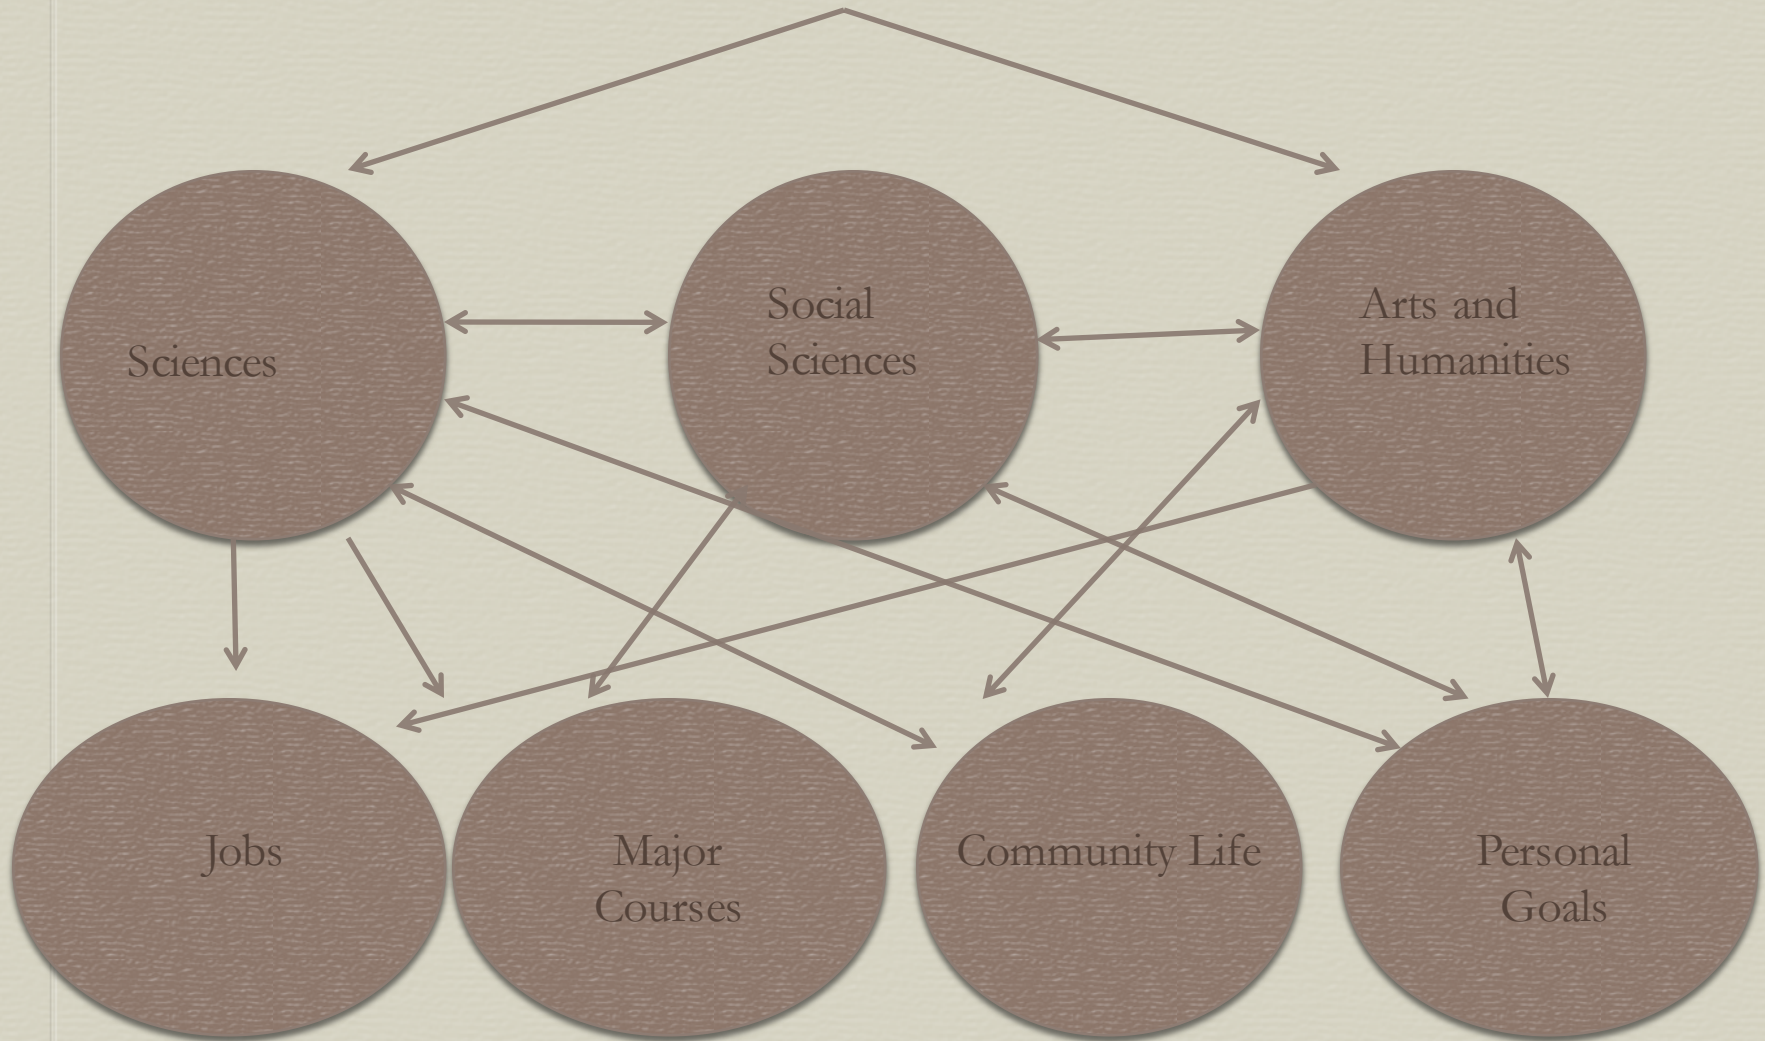 Sciences
Social
Sciences
Arts and
Humanities
Jobs
Major
Courses
Community Life
Personal
Goals